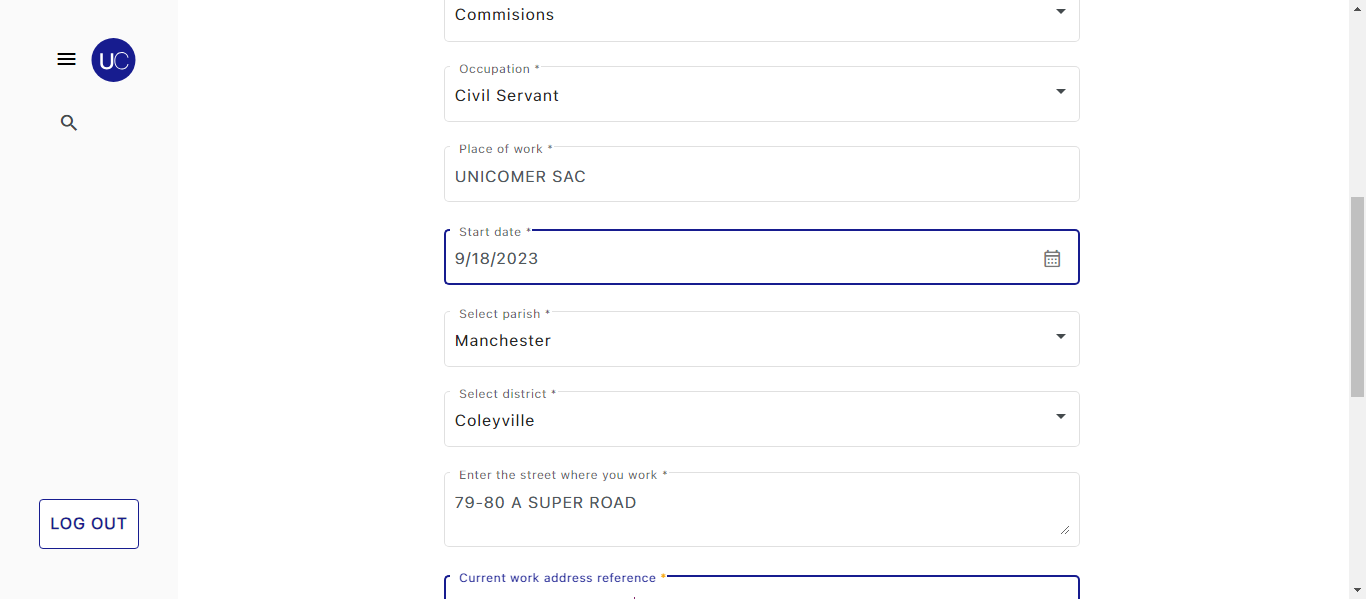 UC
Commisions
Occupation *
Civil Servant
Place of work *
UNICOMER SAC
Start date *
9/18/2023
Select parish *
Manchester
Select district *
Coleyville
Enter the street where you work *
79-80 A SUPER ROAD
LOG OUT
Current work address reference *